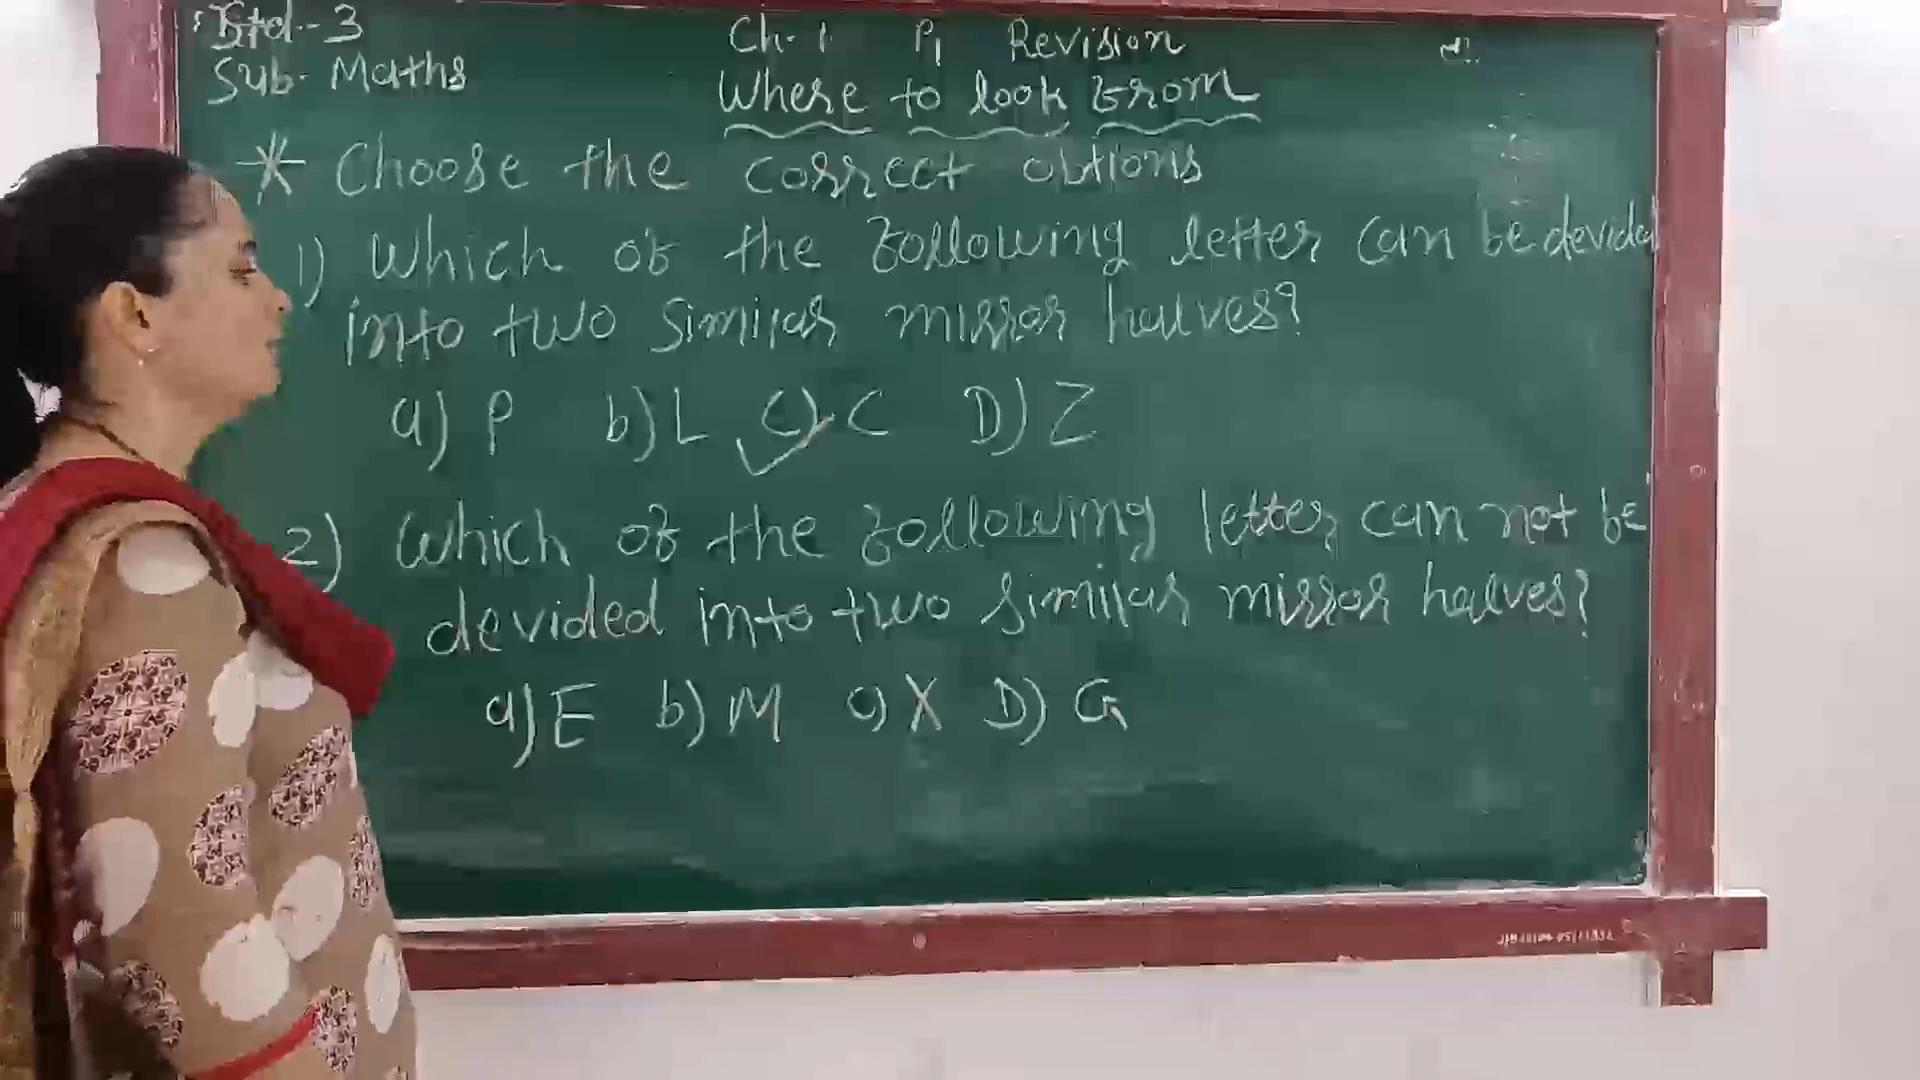 Std-3
Sub- Maths
Ch-1 P1 Revision
Where to look From
* Choose the correct options
1) Which of the following letter can be devided
into two similar mirror halves?
a) P b) L c) C D) Z
2) Which of the following letter can not be
devided into two similar mirror halves?
a) E b) M c) X D) G